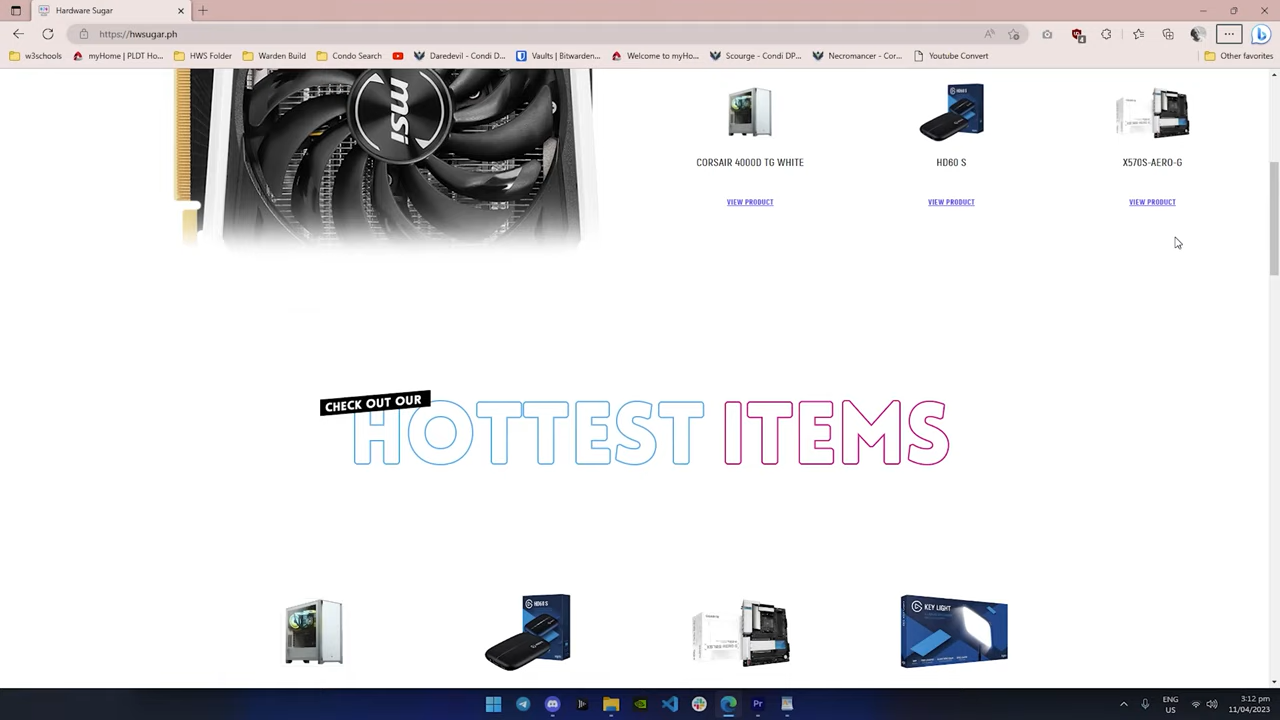 Hardware Sugar
https://hwsugar.ph
4
w3schools
myHome | PLDT Ho...
HWS Folder
Warden Build
Condo Search
Daredevil - Condi D...
Vaults | Bitwarden...
Welcome to myHo...
Scourge - Condi DP...
Necromancer - Cor...
Youtube Convert
Other favorites
msi
CORSAIR 4000D TG WHITE
HD60 S
X570S-AERO-G
VIEW PRODUCT
VIEW PRODUCT
VIEW PRODUCT
CHECK OUT OUR
HOTTEST ITEMS
HD60 S
KEY LIGHT
ENG
US
3:12 pm
11/04/2023